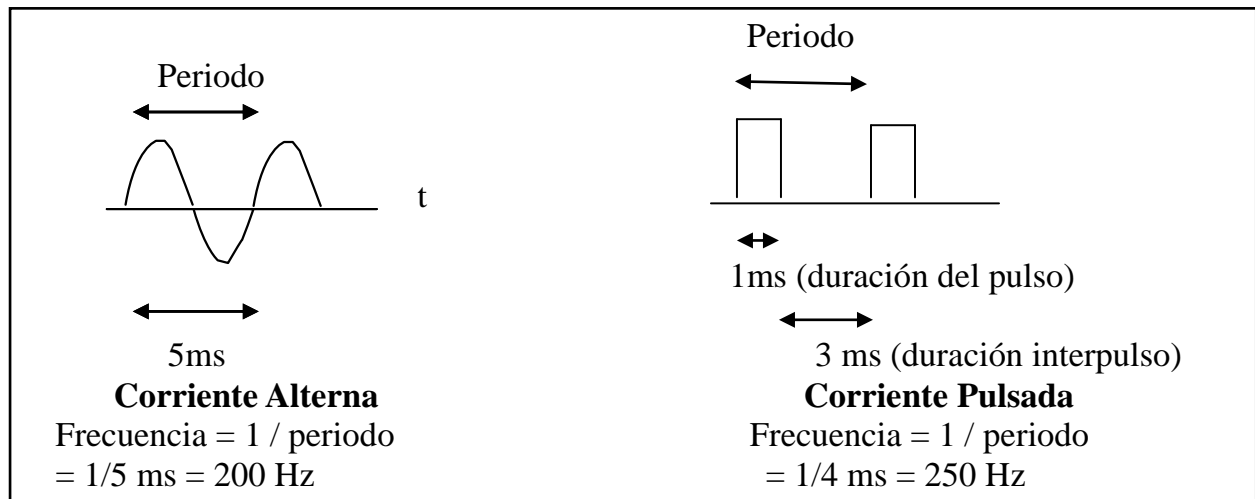 Periodo
t
5ms
Corriente Alterna
Frecuencia = 1 / periodo
= 1/5 ms = 200 Hz
Periodo
1ms (duración del pulso)
3 ms (duración interpulso)
Corriente Pulsada
Frecuencia = 1 / periodo
= 1/4 ms = 250 Hz